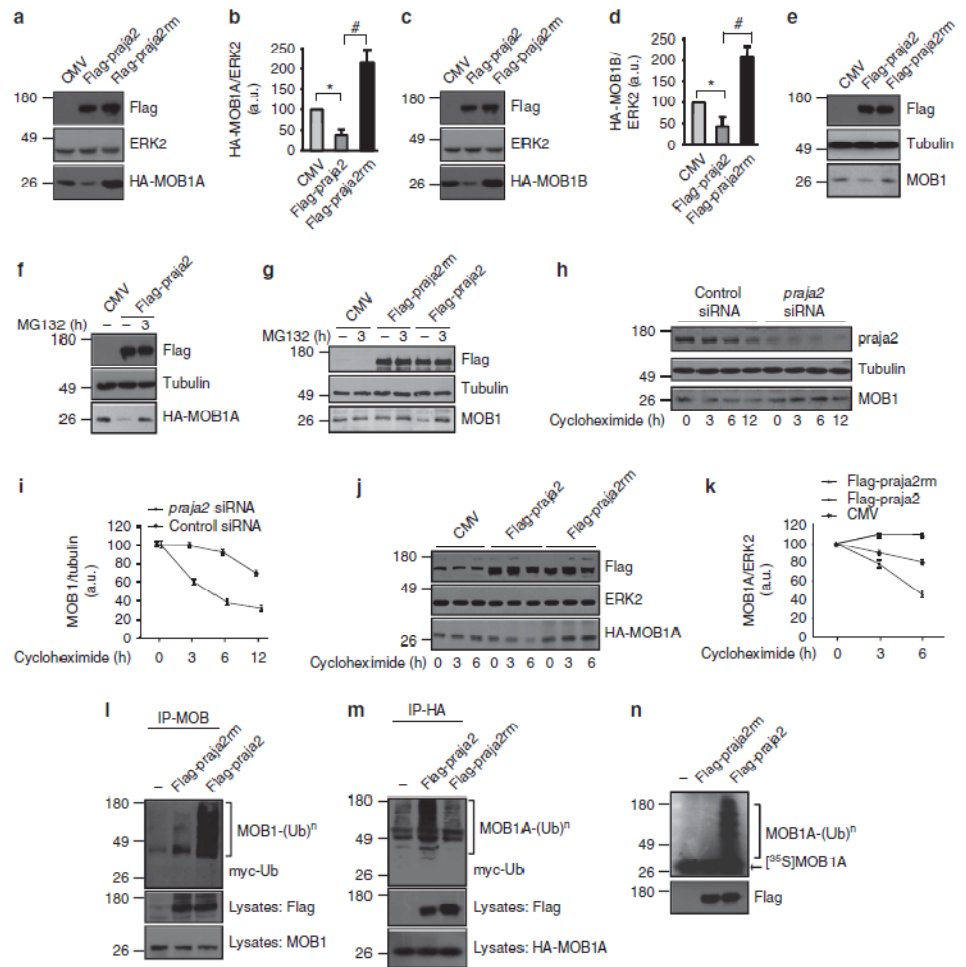 a
CMV
Flag-praja2
Flag-praja2rm
180
Flag
49
ERK2
26
HA-MOB1A
b
#
*
HA-MOB1A/ERK2
(a.u.)
250
200
150
100
50
0
CMV
Flag-praja2
Flag-praja2rm
c
CMV
Flag-praja2
Flag-praja2rm
180
Flag
49
ERK2
26
HA-MOB1B
d
#
*
HA-MOB1B/
ERK2 (a.u.)
250
200
150
100
50
0
CMV
Flag-praja2
Flag-praja2rm
e
CMV
Flag-praja2
Flag-praja2rm
180
Flag
49
Tubulin
26
MOB1
f
CMV
Flag-praja2
MG132 (h) – – 3
180
Flag
49
Tubulin
26
HA-MOB1A
g
CMV
Flag-praja2rm
Flag-praja2
MG132 (h) – 3 – 3 – 3
180
Flag
49
Tubulin
26
MOB1
h
Control
siRNA
praja2
siRNA
180
praja2
49
Tubulin
26
MOB1
Cycloheximide (h) 0 3 6 12 0 3 6 12
i
praja2 siRNA
Control siRNA
MOB1/tubulin
(a.u.)
120
100
80
60
40
20
0
Cycloheximide (h) 0 3 6 12
j
CMV
Flag-praja2
Flag-praja2rm
180
Flag
49
ERK2
26
HA-MOB1A
Cycloheximide (h) 0 3 6 0 3 6 0 3 6
k
Flag-praja2rm
Flag-praja2
CMV
MOB1A/ERK2
(a.u.)
120
100
80
60
40
20
0
Cycloheximide (h) 0 3 6
l
IP-MOB
–
Flag-praja2rm
Flag-praja2
180
49
26
MOB1-(Ub)ⁿ
myc-Ub
180
Lysates: Flag
26
Lysates: MOB1
m
IP-HA
–
Flag-praja2
Flag-praja2rm
180
49
26
MOB1A-(Ub)ⁿ
myc-Ub
180
Lysates: Flag
26
Lysates: HA-MOB1A
n
–
Flag-praja2rm
Flag-praja2
180
49
26
MOB1A-(Ub)ⁿ
[³⁵S]MOB1A
180
Flag